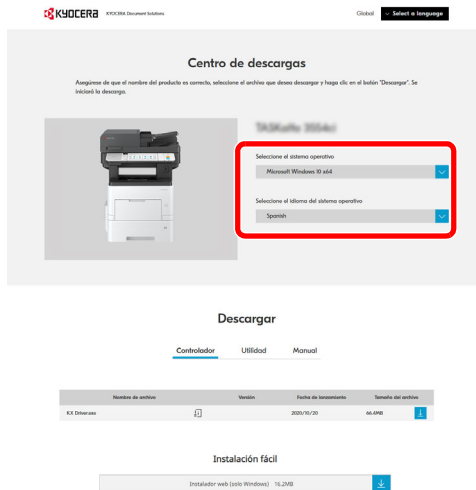 KYOCERA
KYOCERA Document Solutions
Global
Select a language
Centro de descargas
Asegúrese de que el nombre del producto es correcto, seleccione el archivo que desea descargar y haga clic en el botón "Descargar". Se
iniciará la descarga.
Seleccione el sistema operativo
Microsoft Windows 10 x64
Seleccione el idioma del sistema operativo
Spanish
Descargar
Controlador Utilidad Manual
Nombre de archivo Versión Fecha de lanzamiento Tamaño del archivo
KX Driver.exe 2020/10/20 66.4MB
Instalación fácil
Instalador web (solo Windows) 16.2MB